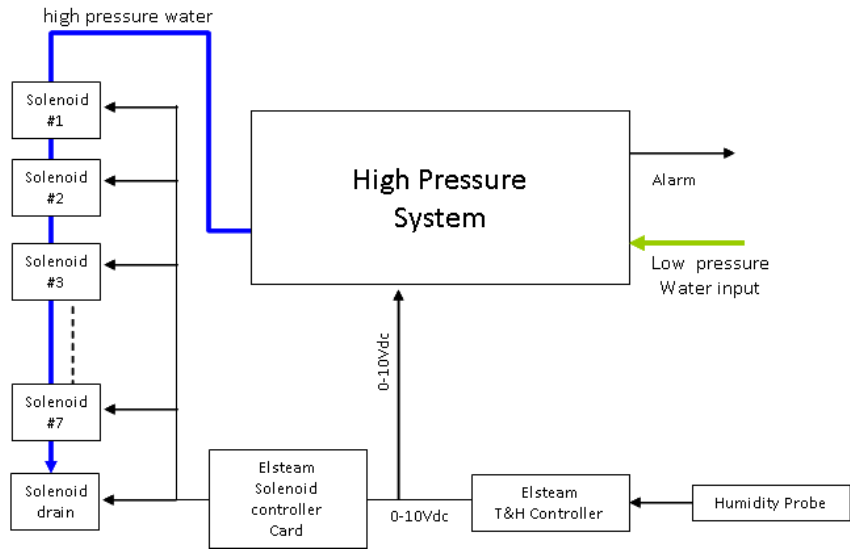 high pressure water
Solenoid
#1
Solenoid
#2
Solenoid
#3
Solenoid
#7
Solenoid
drain
High Pressure
System
Alarm
Low pressure
Water input
0-10Vdc
Elsteam
Solenoid
controller
Card
0-10Vdc
Elsteam
T&H Controller
Humidity Probe